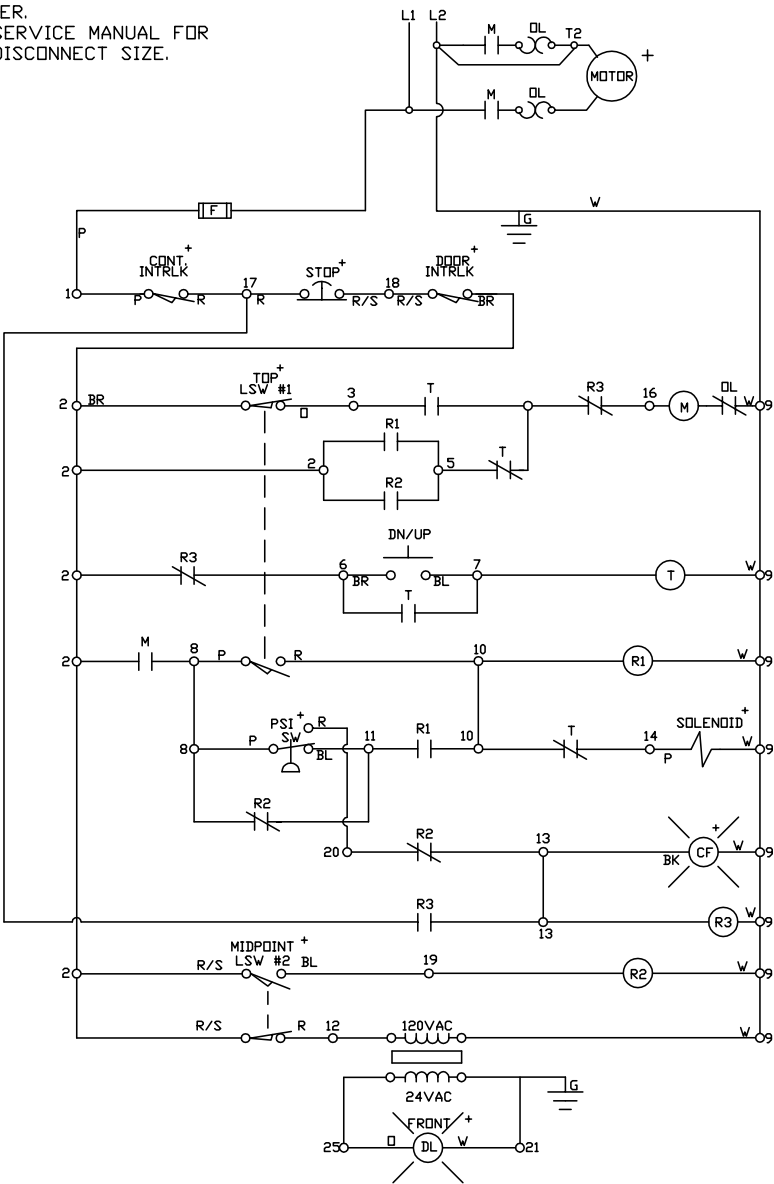 ER.
SERVICE MANUAL FOR
DISCONNECT SIZE.
L1 L2
M OL T2
MOTOR +
M OL
F
W
G
P
CONT. +
INTRLK
STOP +
DOOR +
INTRLK
1 P R 17 R R/S 18 R/S BR
TOP +
LSW #1
2 BR O 3 T R3 16 M OL W 9
R1
2 2 5 T
R2
DN/UP
2 R3 6 BR BL 7 T W 9
T
2 M 8 P R 10 R1 W 9
PSI + R
SW
8 P BL 11 R1 10 T 14 P SOLENOID + W 9
R2
20 R2 13 BK CF + W 9
R3 13 R3 W 9
MIDPOINT +
LSW #2
2 R/S BL 19 R2 W 9
R/S R 12 120VAC W 9
24VAC
G
FRONT +
25 O DL W 21